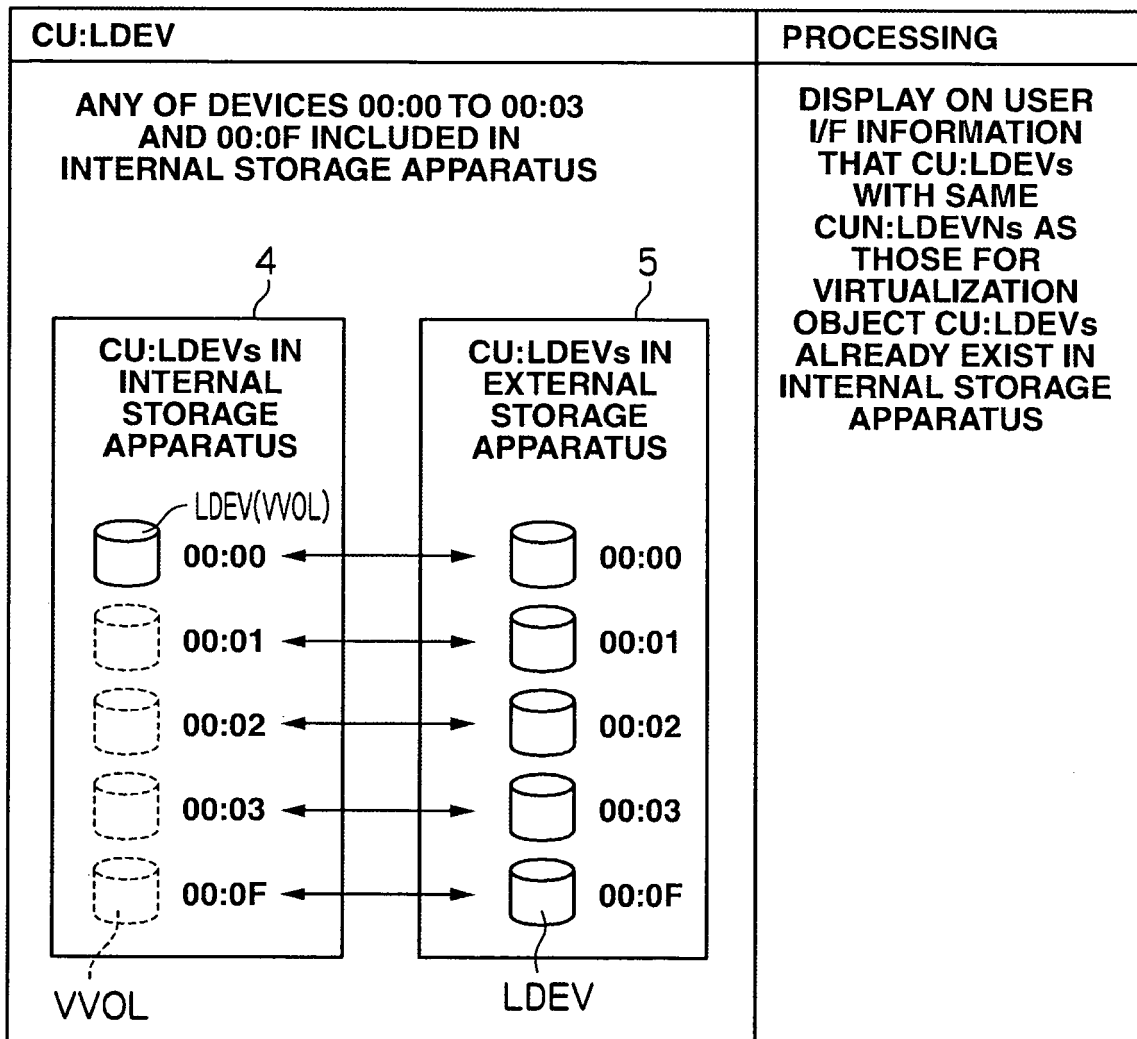 CU:LDEV
PROCESSING
ANY OF DEVICES 00:00 TO 00:03
AND 00:0F INCLUDED IN
INTERNAL STORAGE APPARATUS
DISPLAY ON USER
I/F INFORMATION
THAT CU:LDEVs
WITH SAME
CUN:LDEVNs AS
THOSE FOR
VIRTUALIZATION
OBJECT CU:LDEVs
ALREADY EXIST IN
INTERNAL STORAGE
APPARATUS
4
5
CU:LDEVs IN
INTERNAL
STORAGE
APPARATUS
CU:LDEVs IN
EXTERNAL
STORAGE
APPARATUS
LDEV(VVOL)
00:00
00:00
00:01
00:01
00:02
00:02
00:03
00:03
00:0F
00:0F
VVOL
LDEV